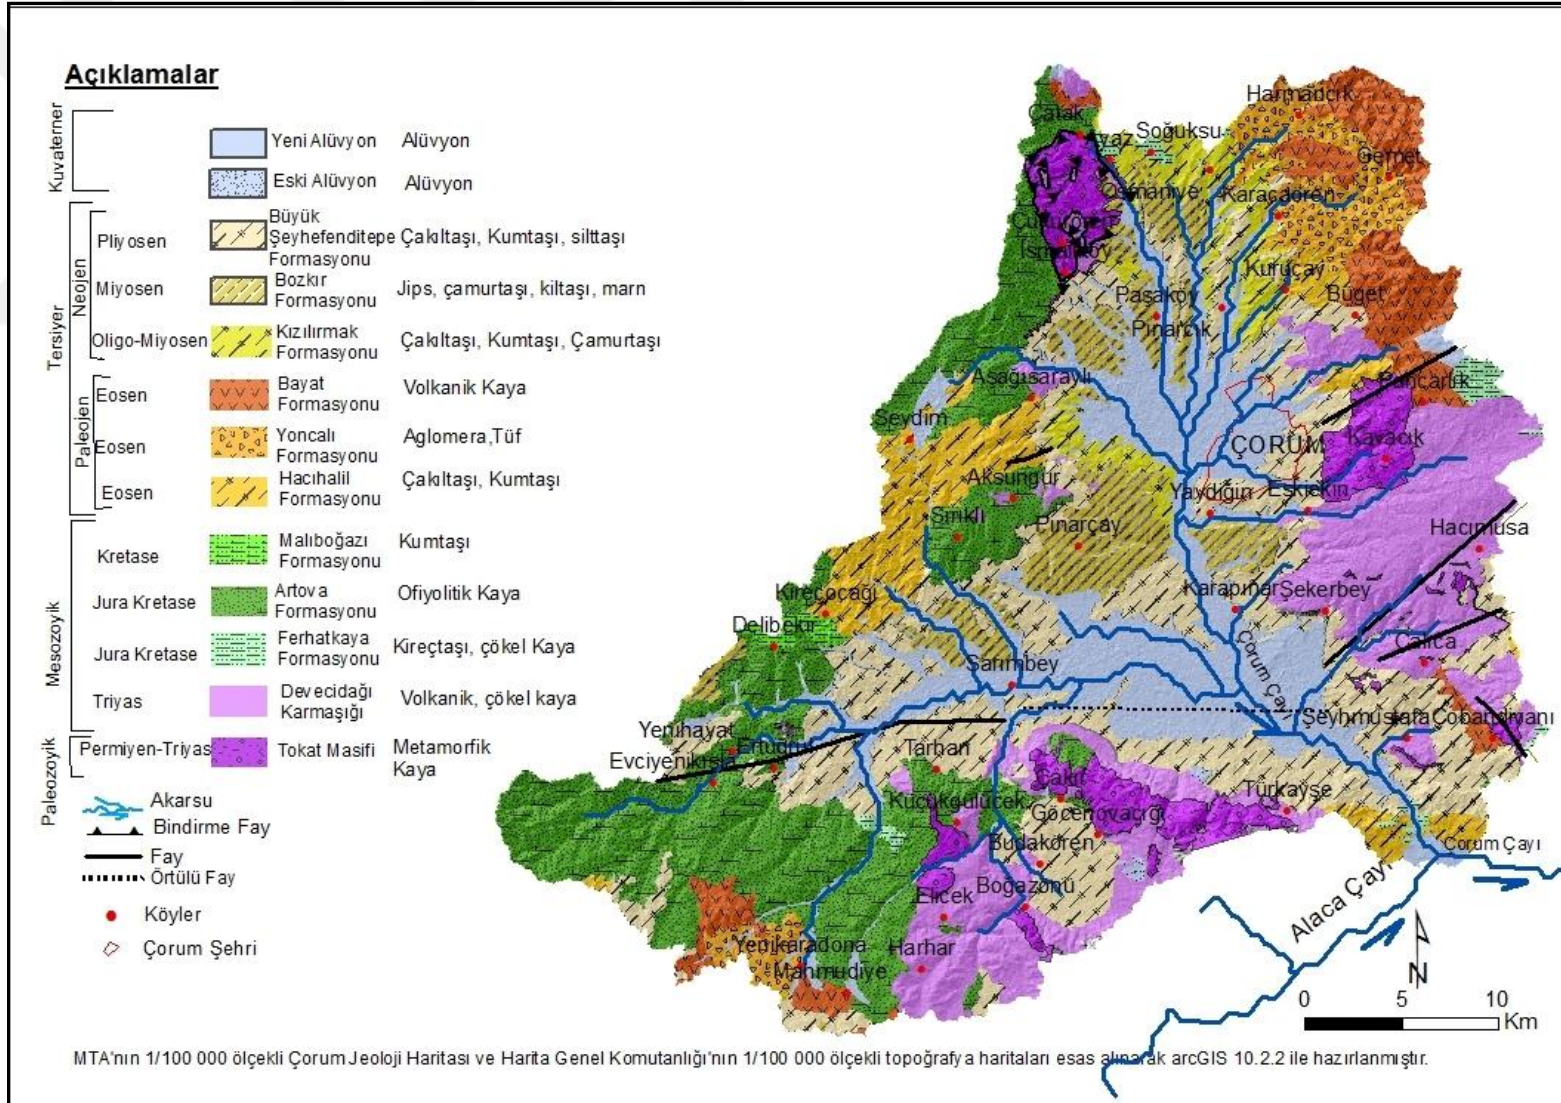 Açıklamalar
Kuvaterner
Yeni Alüvyon Alüvyon
Eski Alüvyon Alüvyon
Tersiyer
Neojen
Pliyosen
Büyük
Şeyhefenditepe Çakıltaşı, Kumtaşı, silttaşı
Formasyonu
Miyosen
Bozkır
Formasyonu
Jips, çamurtaşı, kiltaşı, marn
Oligo-Miyosen
Kızılırmak
Formasyonu
Çakıltaşı, Kumtaşı, Çamurtaşı
Paleojen
Eosen
Bayat
Formasyonu
Volkanik Kaya
Eosen
Yoncalı
Formasyonu
Aglomera,Tüf
Eosen
Hacıhalil
Formasyonu
Çakıltaşı, Kumtaşı
Mesozoyik
Kretase
Malıboğazı
Formasyonu
Kumtaşı
Jura Kretase
Artova
Formasyonu
Ofiyolitik Kaya
Jura Kretase
Ferhatkaya
Formasyonu
Kireçtaşı, çökel Kaya
Triyas
Devecidağı
Karmaşığı
Volkanik, çökel kaya
Paleozoyik
Permiyen-Triyas
Tokat Masifi
Metamorfik
Kaya
Akarsu
Bindirme Fay
Fay
Örtülü Fay
Köyler
Çorum Şehri
Harmancık
Çatak
Ayaz
Soğuksu
Gemet
Osmaniye
Karacaören
İsmailköy
Kuruçay
Paşaköy
Büget
Pınarcık
Aşağısaraylı
Pancarlık
Seydim
ÇORUM
Kavacık
Aksungur
Yaydiğin
Eskiekin
Sırıklı
Pınarçay
Hacımusa
Kireçocağı
Karapınar
Şekerbey
Delibekir
Çalıca
Sarımbey
Çorum Çayı
Şeyhmustafa
Çobandivanı
Yenihayat
Ertuğrul
Tarhan
Evciyenikışla
Çakır
Türkayşe
Küçükgülücek
Göcenovacığı
Budakören
Çorum Çayı
Elicek
Boğazönü
Alaca Çayı
Yenikaradona
Harhar
Mahmudiye
N
0 5 10
Km
MTA'nın 1/100 000 ölçekli Çorum Jeoloji Haritası ve Harita Genel Komutanlığı'nın 1/100 000 ölçekli topoğrafya haritaları esas alınarak arcGIS 10.2.2 ile hazırlanmıştır.